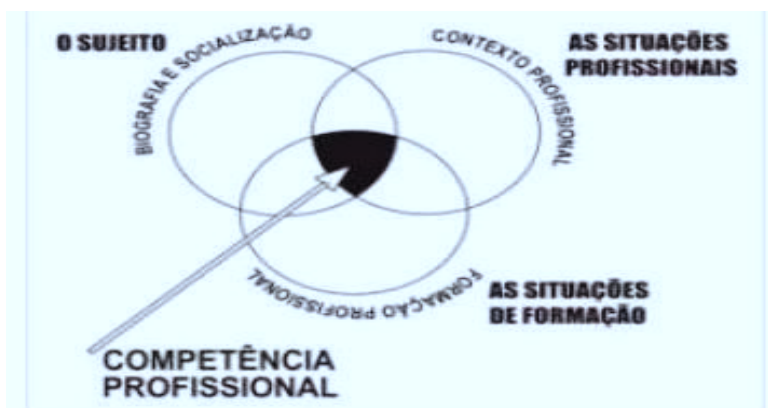 O SUJEITO
BIOGRAFIA E SOCIALIZAÇÃO
CONTEXTO PROFISSIONAL
AS SITUAÇÕES
PROFISSIONAIS
FORMAÇÃO PROFISSIONAL
AS SITUAÇÕES
DE FORMAÇÃO
COMPETÊNCIA
PROFISSIONAL